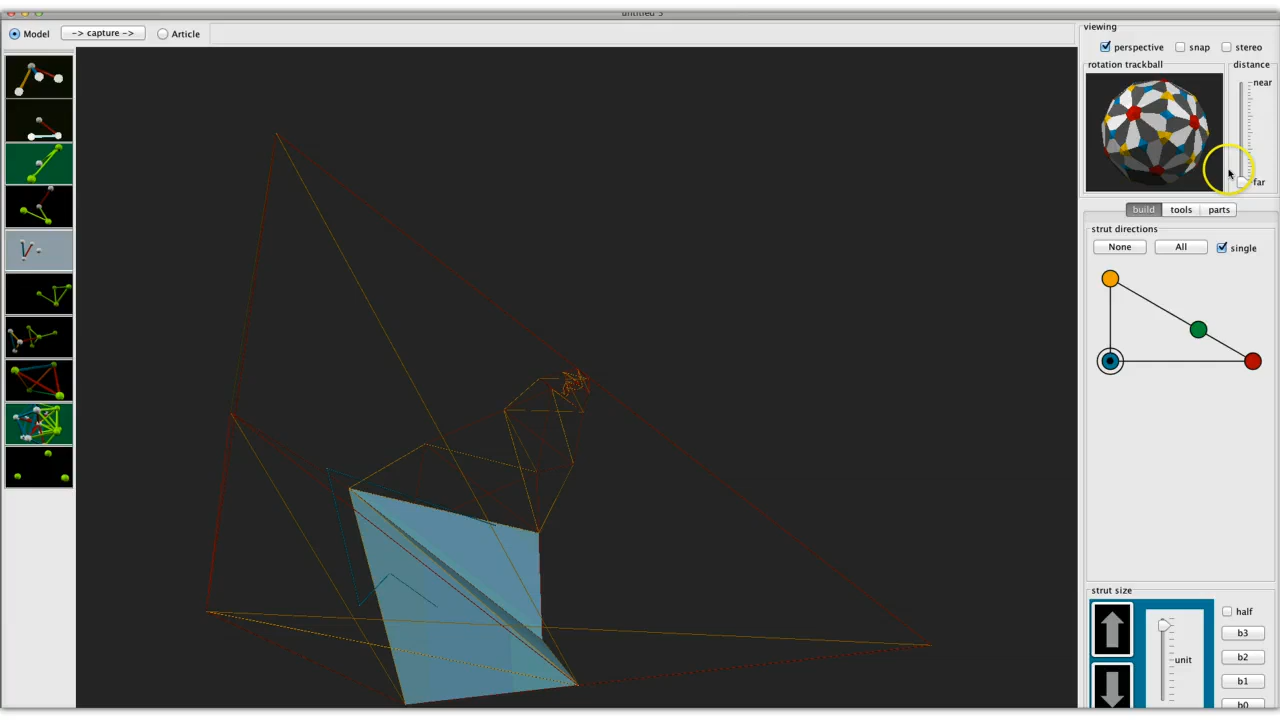 untitled 5
Model
-> capture ->
Article
viewing
perspective
snap
stereo
rotation trackball
distance
near
far
build
tools
parts
strut directions
None
All
single
strut size
half
b3
b2
unit
b1
b0